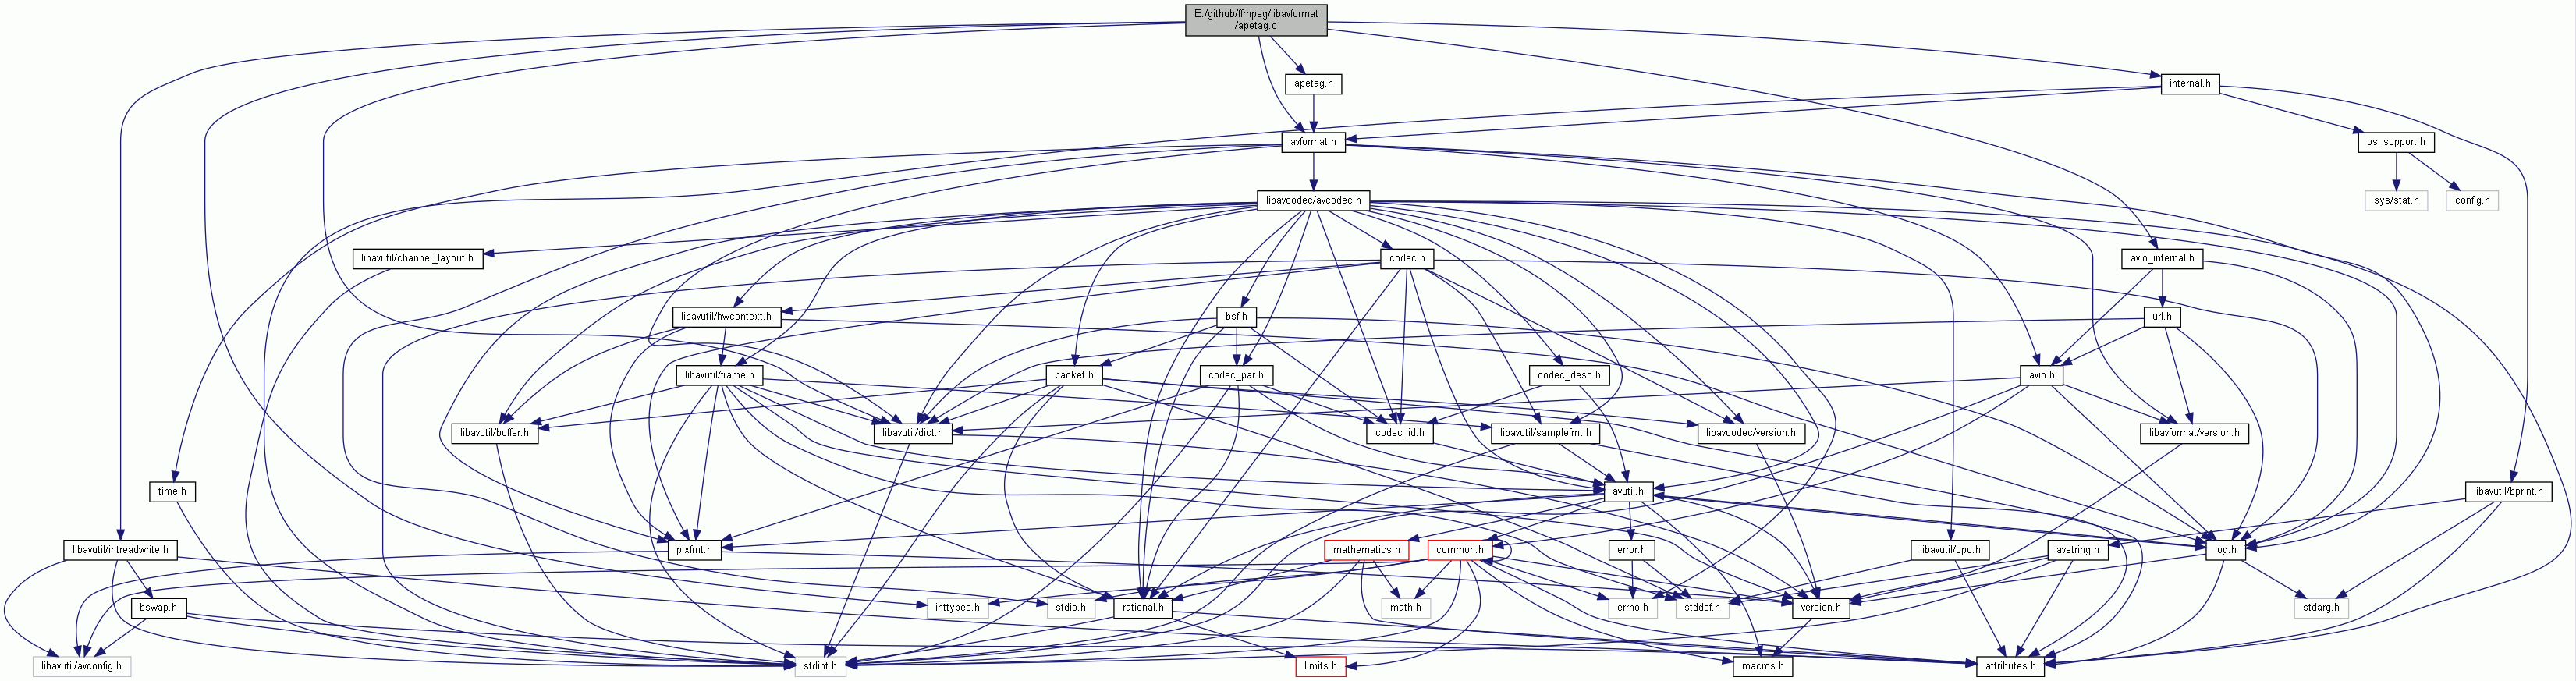 E:/github/ffmpeg/libavformat
/apetag.c
apetag.h
internal.h
avformat.h
os_support.h
libavcodec/avcodec.h
sys/stat.h
config.h
libavutil/channel_layout.h
codec.h
avio_internal.h
libavutil/hwcontext.h
bsf.h
url.h
libavutil/frame.h
packet.h
codec_par.h
codec_desc.h
avio.h
libavutil/buffer.h
libavutil/dict.h
codec_id.h
libavutil/samplefmt.h
libavcodec/version.h
libavformat/version.h
time.h
avutil.h
libavutil/bprint.h
libavutil/intreadwrite.h
pixfmt.h
mathematics.h
common.h
error.h
libavutil/cpu.h
avstring.h
log.h
bswap.h
inttypes.h
stdio.h
rational.h
math.h
errno.h
stddef.h
version.h
stdarg.h
libavutil/avconfig.h
stdint.h
limits.h
macros.h
attributes.h